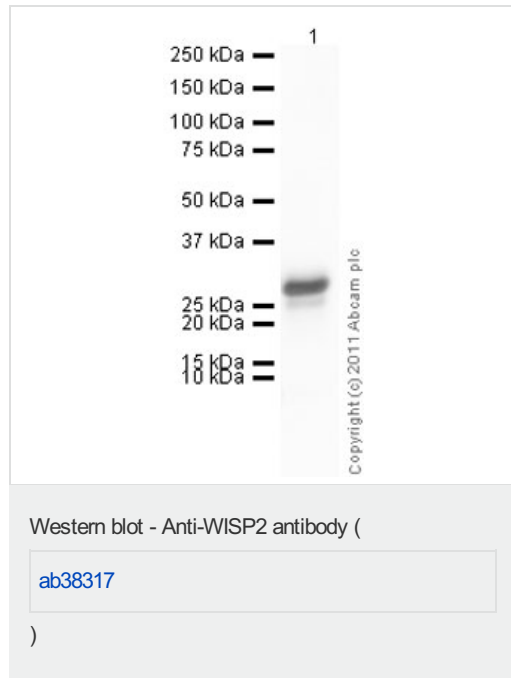 1
250 kDa
150 kDa
100 kDa
75 kDa
50 kDa
37 kDa
25 kDa
20 kDa
15 kDa
10 kDa
Copyright (c) 2011 Abcam plc
Western blot - Anti-WISP2 antibody (
ab38317
)